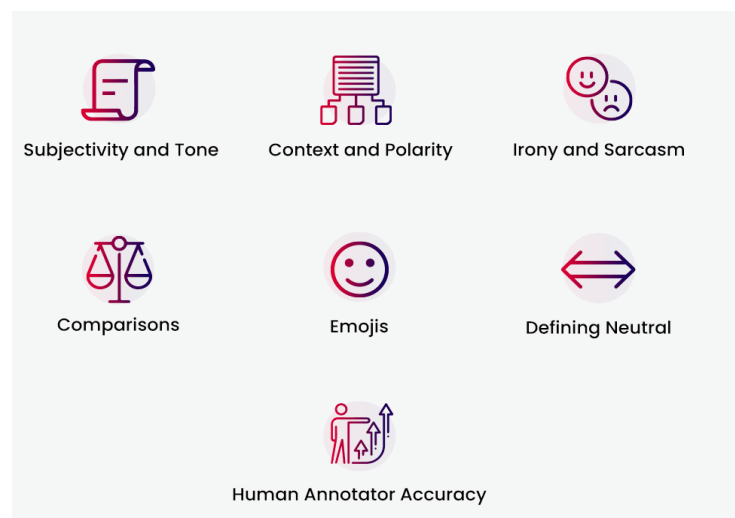 Subjectivity and Tone
Context and Polarity
Irony and Sarcasm
Comparisons
Emojis
Defining Neutral
Human Annotator Accuracy